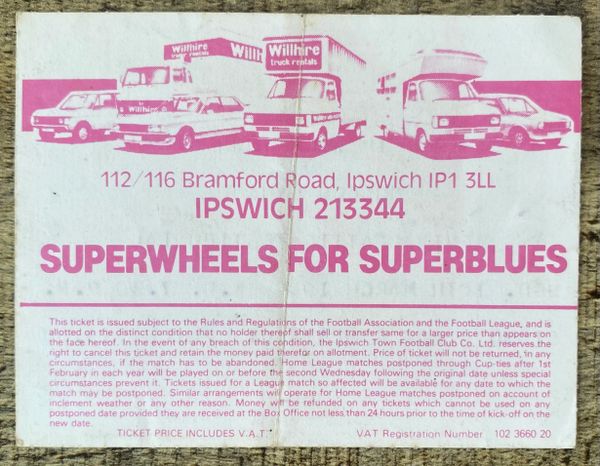 Willhire
truck rentals
Willhire
truck rentals
Willhire
112/116 Bramford Road, Ipswich IP1 3LL
IPSWICH 213344
SUPERWHEELS FOR SUPERBLUES
This ticket is issued subject to the Rules and Regulations of the Football Association and the Football League, and is
allotted on the distinct condition that no holder thereof shall sell or transfer same for a larger price than appears on
the face hereof. In the event of any breach of this condition, the Ipswich Town Football Club Co. Ltd. reserves the
right to cancel this ticket and retain the money paid therefor on allotment. Price of ticket will not be returned, in any
circumstances, if the match has to be abandoned. Home League matches postponed through Cup-ties after 1st
February in each year will be played on or before the second Wednesday following the original date unless special
circumstances prevent it. Tickets issued for a League match so affected will be available for any date to which the
match may be postponed. Similar arrangements will operate for Home League matches postponed on account of
inclement weather or any other reason. Money will be refunded on any tickets which cannot be used on any
postponed date provided they are received at the Box Office not less than 24 hours prior to the time of kick-off on the
new date.
TICKET PRICE INCLUDES V.A.T. VAT Registration Number 102 3660 20